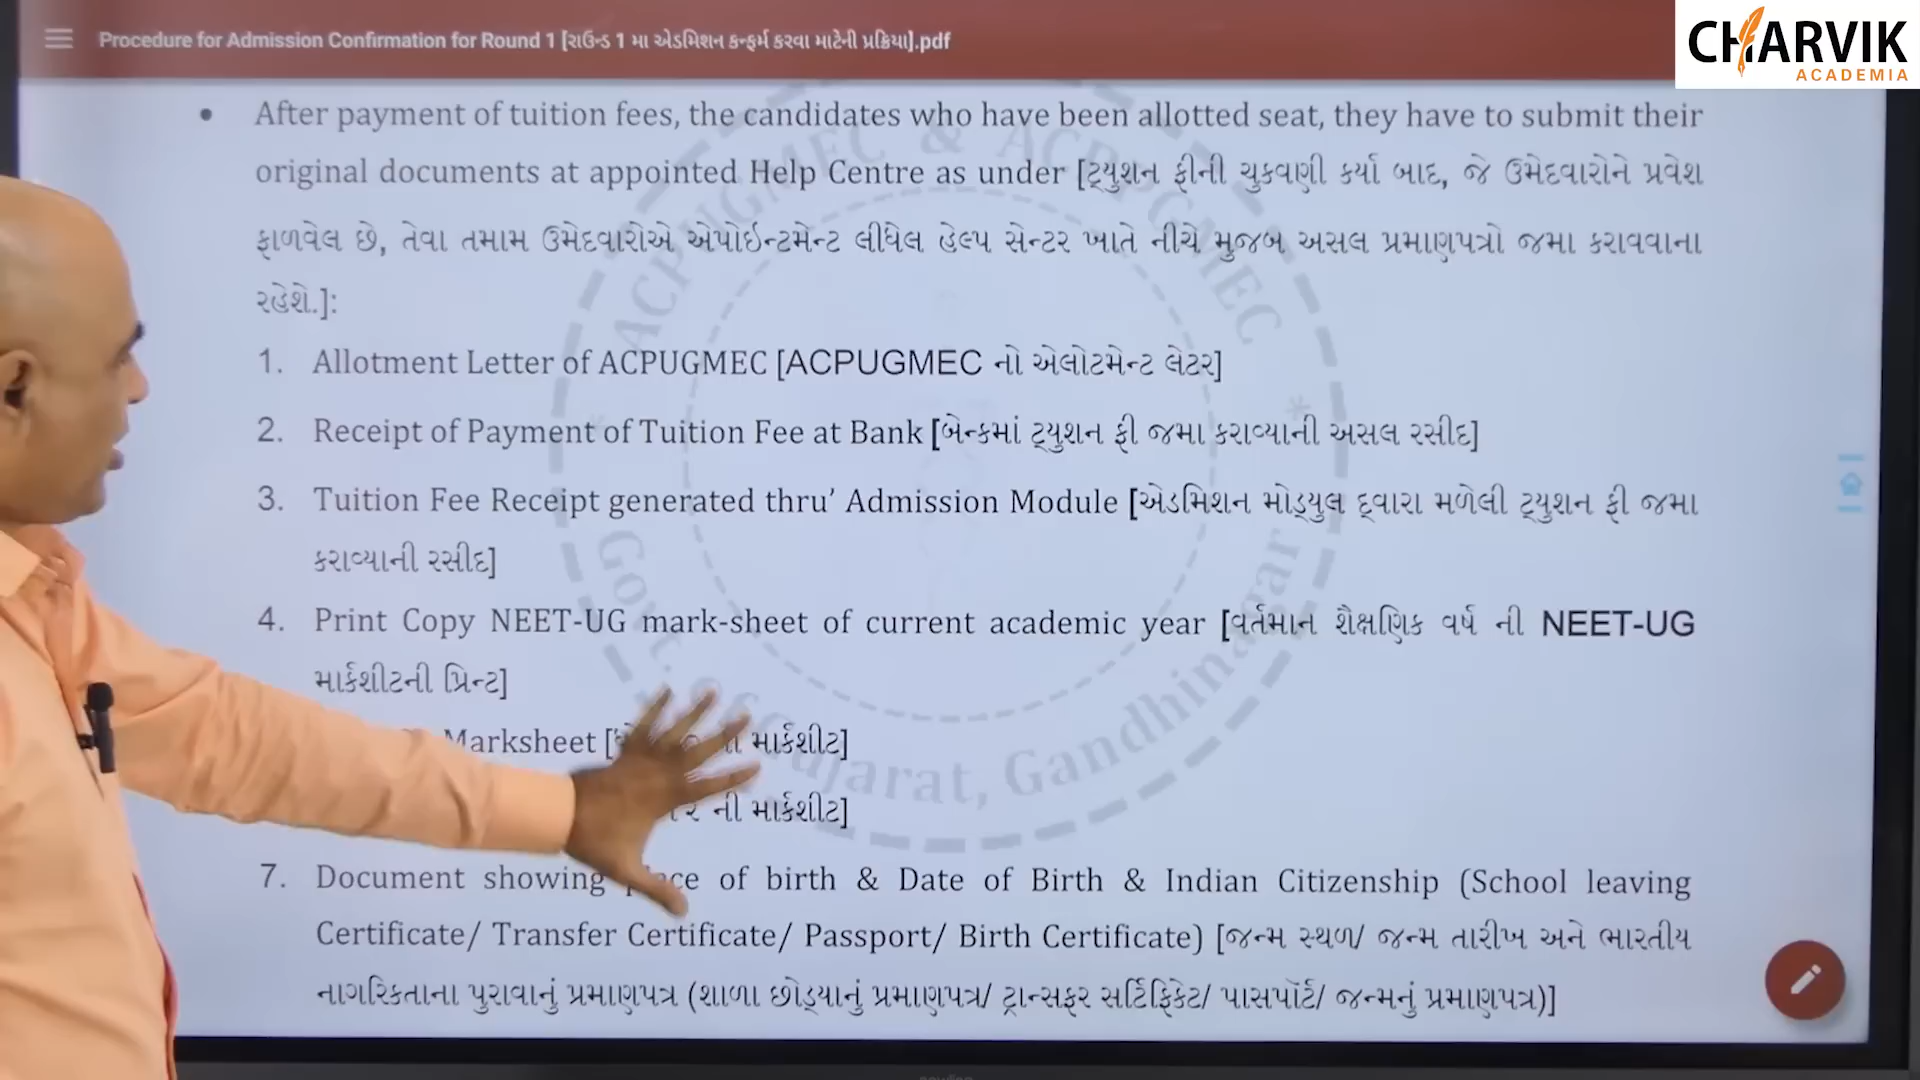 Procedure for Admission Confirmation for Round 1 [રાઉન્ડ 1 મા એડમિશન કન્ફર્મ કરવા માટેની પ્રક્રિયા].pdf
CHARVIK
ACADEMIA
• After payment of tuition fees, the candidates who have been allotted seat, they have to submit their
original documents at appointed Help Centre as under [ટ્યુશન ફીની ચુકવણી કર્યા બાદ, જે ઉમેદવારોને પ્રવેશ
ફાળવેલ છે, તેવા તમામ ઉમેદવારોએ એપોઈન્ટમેન્ટ લીધેલ હેલ્પ સેન્ટર ખાતે નીચે મુજબ અસલ પ્રમાણપત્રો જમા કરાવવાના
રહેશે.]:
1. Allotment Letter of ACPUGMEC [ACPUGMEC નો એલોટમેન્ટ લેટર]
2. Receipt of Payment of Tuition Fee at Bank [બેન્કમાં ટ્યુશન ફી જમા કરાવ્યાની અસલ રસીદ]
3. Tuition Fee Receipt generated thru’ Admission Module [એડમિશન મોડ્યુલ દ્વારા મળેલી ટ્યુશન ફી જમા
કરાવ્યાની રસીદ]
4. Print Copy NEET-UG mark-sheet of current academic year [વર્તમાન શૈક્ષણિક વર્ષ ની NEET-UG
માર્કશીટની પ્રિન્ટ]
Marksheet [ માર્કશીટ]
ની માર્કશીટ]
7. Document showing place of birth & Date of Birth & Indian Citizenship (School leaving
Certificate/ Transfer Certificate/ Passport/ Birth Certificate) [જન્મ સ્થળ/ જન્મ તારીખ અને ભારતીય
નાગરિકતાના પુરાવાનું પ્રમાણપત્ર (શાળા છોડ્યાનું પ્રમાણપત્ર/ ટ્રાન્સફર સર્ટિફિકેટ/ પાસપૉર્ટ/ જન્મનું પ્રમાણપત્ર)]
ACPUGMEC & ACPPGMEC
Govt. of Gujarat, Gandhinagar